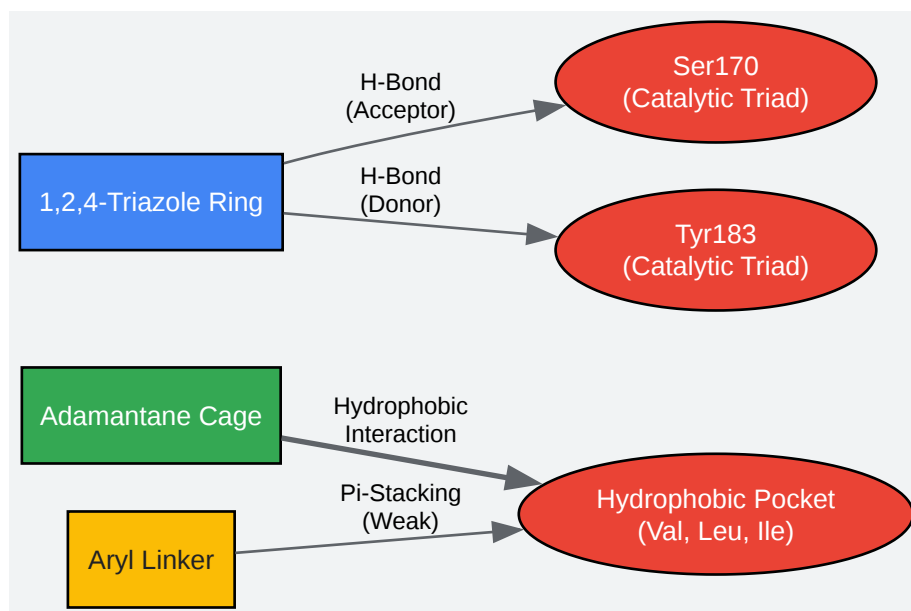 H-Bond
(Acceptor)
Ser170
(Catalytic Triad)
1,2,4-Triazole Ring
H-Bond
(Donor)
Tyr183
(Catalytic Triad)
Adamantane Cage
Hydrophobic
Interaction
Pi-Stacking
(Weak)
Hydrophobic Pocket
(Val, Leu, Ile)
Aryl Linker